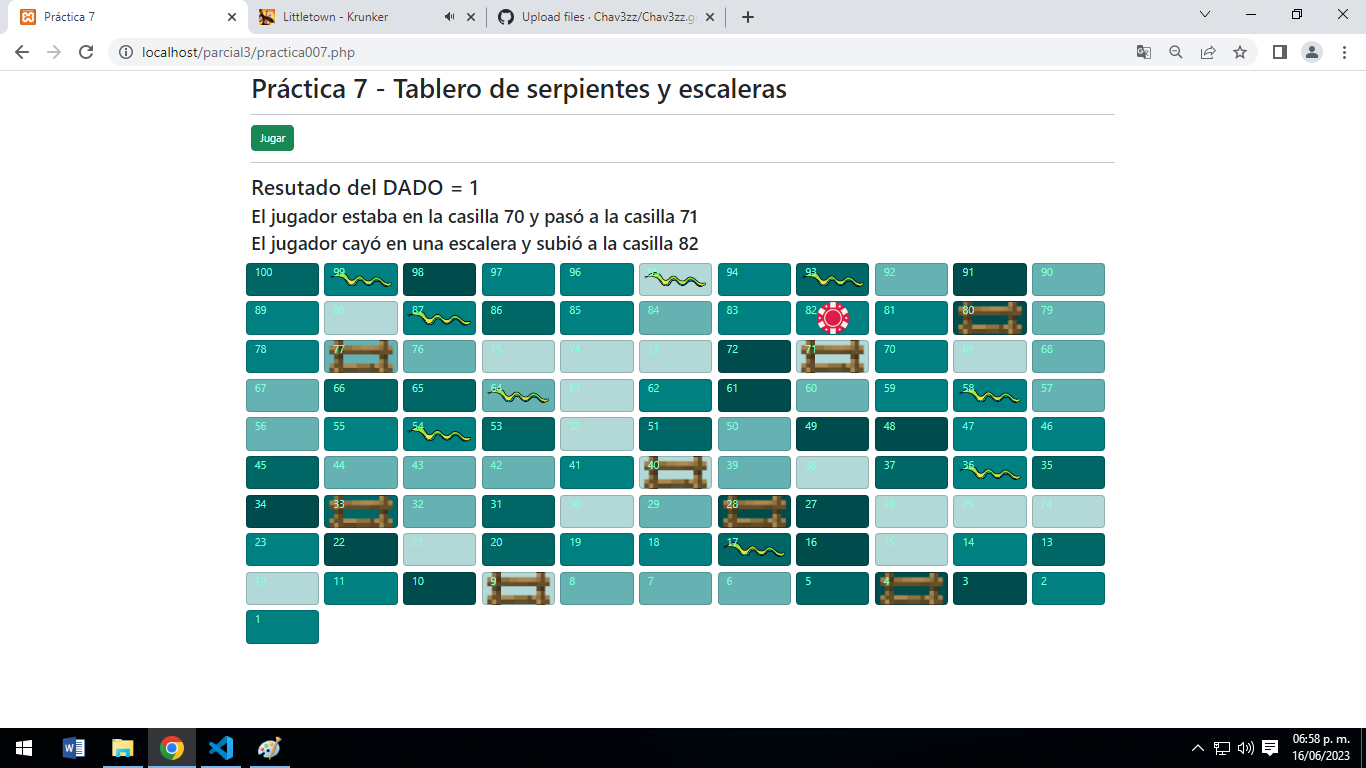 Práctica 7
Littletown - Krunker
Upload files · Chav3zz/Chav3zz.g
localhost/parcial3/practica007.php
Práctica 7 - Tablero de serpientes y escaleras
Jugar
Resutado del DADO = 1
El jugador estaba en la casilla 70 y pasó a la casilla 71
El jugador cayó en una escalera y subió a la casilla 82
100 99 98 97 96 95 94 93 92 91 90
89 88 87 86 85 84 83 82 81 80 79
78 77 76 75 74 73 72 71 70 69 68
67 66 65 64 63 62 61 60 59 58 57
56 55 54 53 52 51 50 49 48 47 46
45 44 43 42 41 40 39 38 37 36 35
34 33 32 31 30 29 28 27 26 25 24
23 22 21 20 19 18 17 16 15 14 13
12 11 10 9 8 7 6 5 4 3 2
1
06:58 p. m.
16/06/2023